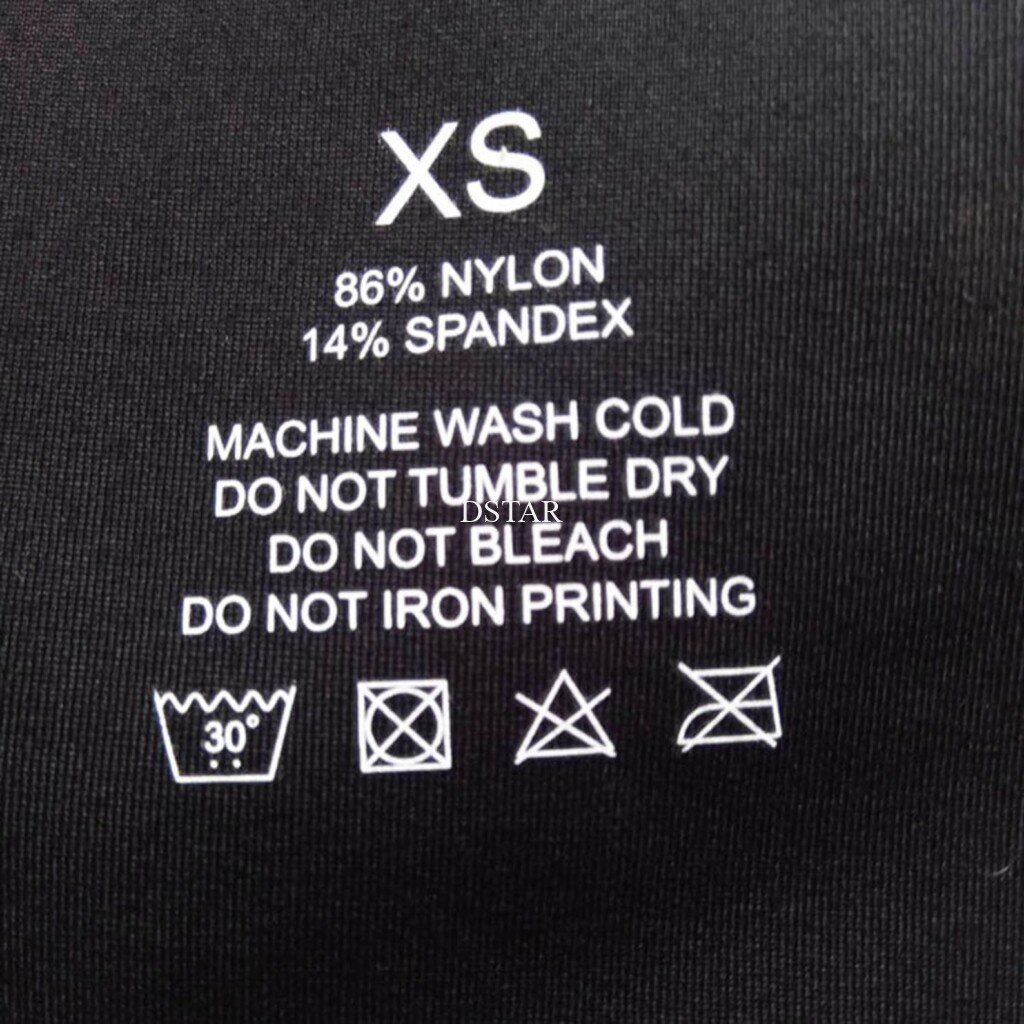 XS
86% NYLON
14% SPANDEX
MACHINE WASH COLD
DO NOT TUMBLE DRY
DSTAR
DO NOT BLEACH
DO NOT IRON PRINTING
30°